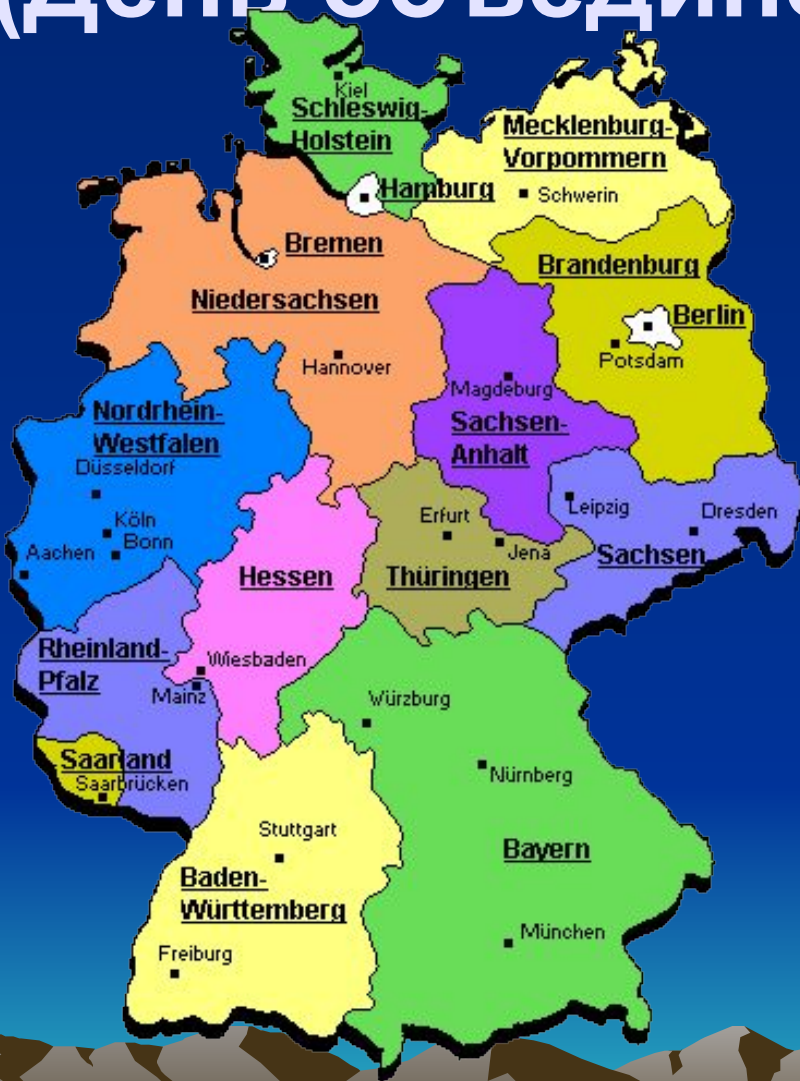 (День объедине
Kiel
Schleswig-
Holstein
Mecklenburg-
Vorpommern
Hamburg
Schwerin
Bremen
Brandenburg
Niedersachsen
Berlin
Hannover
Potsdam
Magdeburg
Nordrhein-
Westfalen
Sachsen-
Anhalt
Düsseldorf
Leipzig
Dresden
Köln
Erfurt
Bonn
Aachen
Jena
Sachsen
Hessen
Thüringen
Rheinland-
Pfalz
Wiesbaden
Mainz
Würzburg
Saarland
Saarbrücken
Nürnberg
Stuttgart
Bayern
Baden-
Württemberg
München
Freiburg